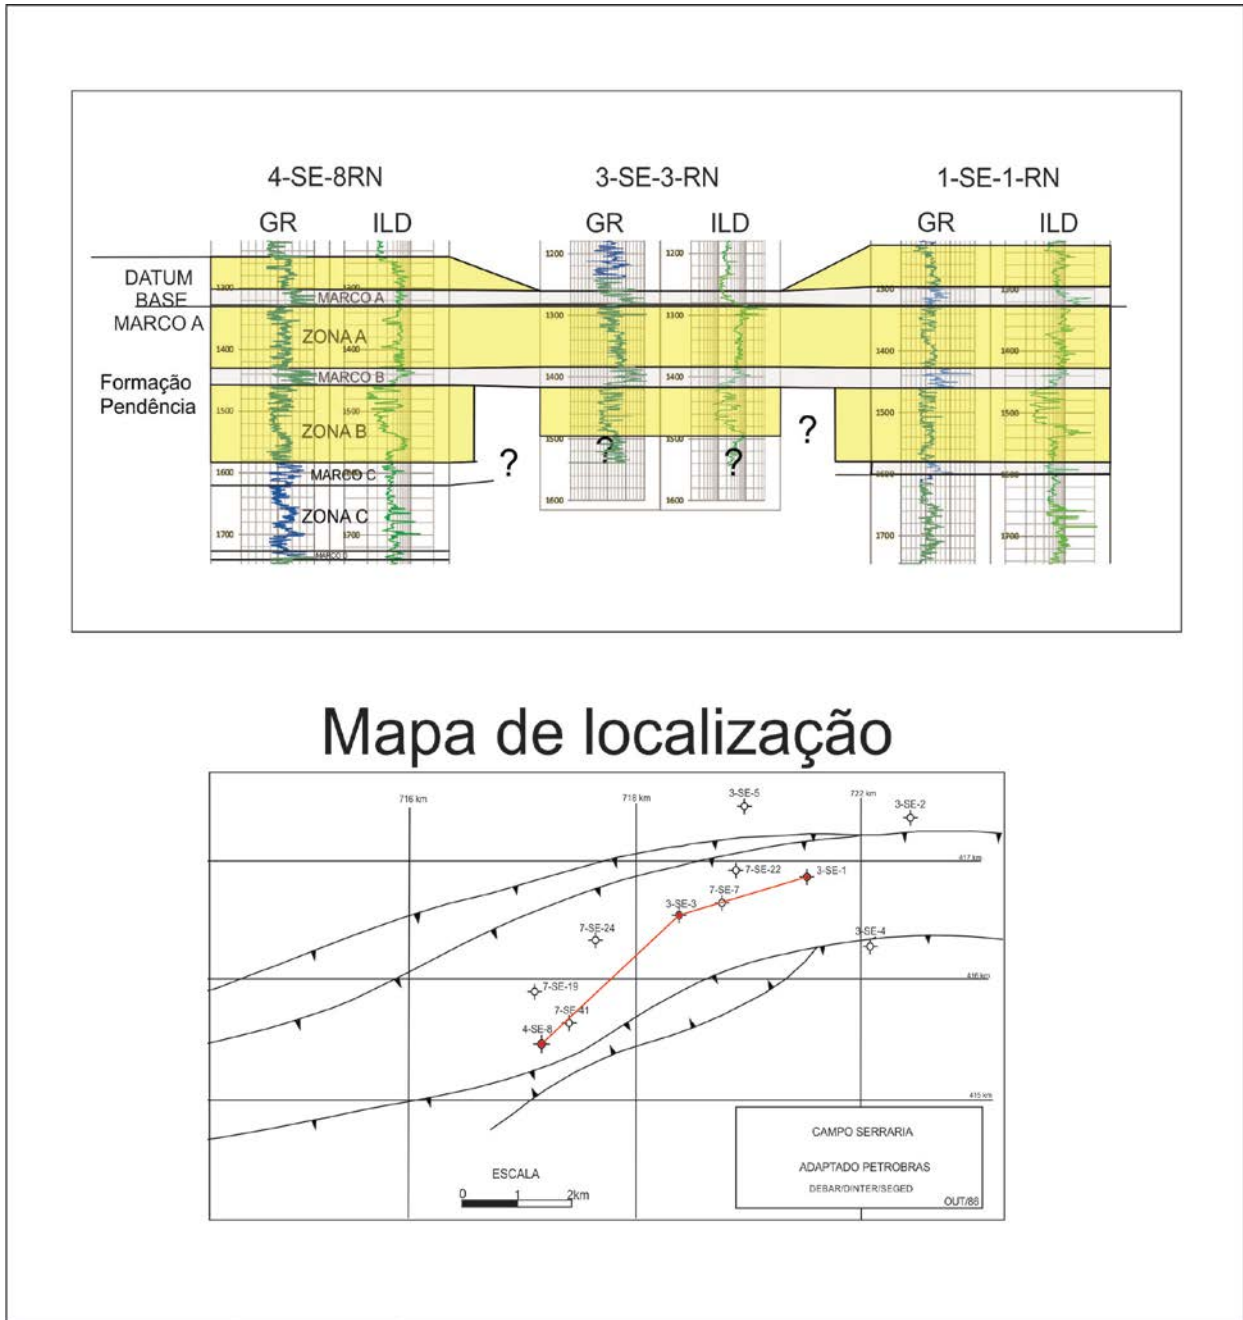 4-SE-8RN 3-SE-3-RN 1-SE-1-RN
GR ILD GR ILD GR ILD
1200 1200
DATUM
BASE
MARCO A
1300 1300 MARCO A 1300 1300
1300 1300
ZONA A
1400 1400 1400 1400
MARCO B 1400 1400
Formação
Pendência
1500 1500 1500 1500
ZONA B
? ? ? ?
1500 1500
1600 MARCO C 1600 1600
1600 1600
ZONA C
1700 1700 1700 1700
MARCO D
Mapa de localização
716 km 718 km 722 km
3-SE-5 3-SE-2
417 km
7-SE-22 3-SE-1
7-SE-7
3-SE-3
7-SE-24 3-SE-4
416 km
7-SE-19
7-SE-41
4-SE-8
415 km
CAMPO SERRARIA
ADAPTADO PETROBRAS
DEBAR/DINTER/SEGED
OUT/86
ESCALA
0 1 2km